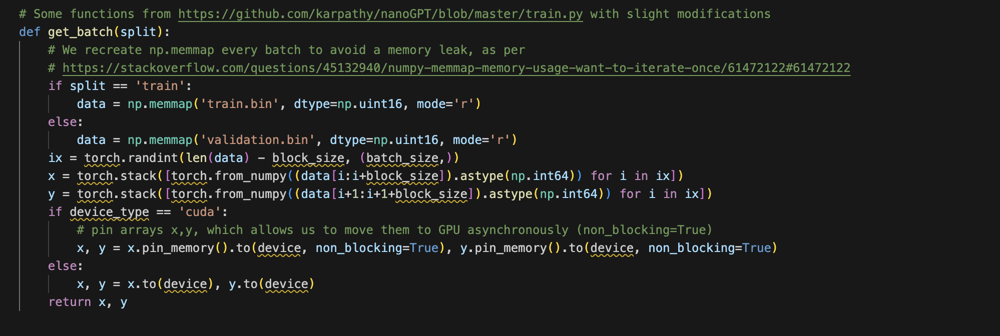 # Some functions from https://github.com/karpathy/nanoGPT/blob/master/train.py with slight modifications
def get_batch(split):
    # We recreate np.memmap every batch to avoid a memory leak, as per
    # https://stackoverflow.com/questions/45132940/numpy-memmap-memory-usage-want-to-iterate-once/61472122#61472122
    if split == 'train':
        data = np.memmap('train.bin', dtype=np.uint16, mode='r')
    else:
        data = np.memmap('validation.bin', dtype=np.uint16, mode='r')
    ix = torch.randint(len(data) - block_size, (batch_size,))
    x = torch.stack([torch.from_numpy((data[i:i+block_size]).astype(np.int64)) for i in ix])
    y = torch.stack([torch.from_numpy((data[i+1:i+1+block_size]).astype(np.int64)) for i in ix])
    if device_type == 'cuda':
        # pin arrays x,y, which allows us to move them to GPU asynchronously (non_blocking=True)
        x, y = x.pin_memory().to(device, non_blocking=True), y.pin_memory().to(device, non_blocking=True)
    else:
        x, y = x.to(device), y.to(device)
    return x, y